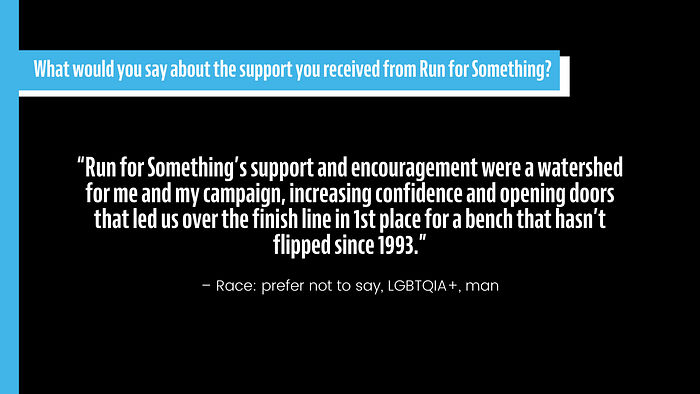 What would you say about the support you received from Run for Something?
“Run for Something’s support and encouragement were a watershed
for me and my campaign, increasing confidence and opening doors
that led us over the finish line in 1st place for a bench that hasn’t
flipped since 1993.”
– Race: prefer not to say, LGBTQIA+, man